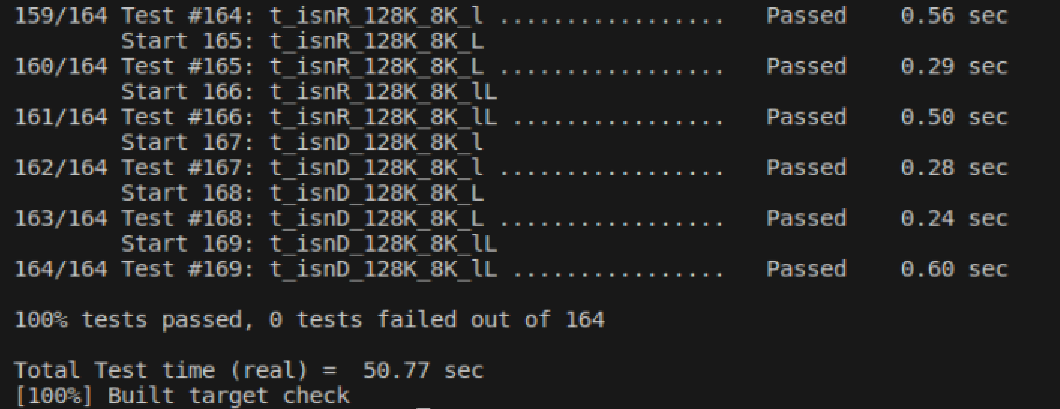 159/164 Test #164: t_isnR_128K_8K_l ..................   Passed    0.56 sec
        Start 165: t_isnR_128K_8K_L
160/164 Test #165: t_isnR_128K_8K_L .................   Passed    0.29 sec
        Start 166: t_isnR_128K_8K_lL
161/164 Test #166: t_isnR_128K_8K_lL ................   Passed    0.50 sec
        Start 167: t_isnD_128K_8K_l
162/164 Test #167: t_isnD_128K_8K_l .................   Passed    0.28 sec
        Start 168: t_isnD_128K_8K_L
163/164 Test #168: t_isnD_128K_8K_L .................   Passed    0.24 sec
        Start 169: t_isnD_128K_8K_lL
164/164 Test #169: t_isnD_128K_8K_lL ................   Passed    0.60 sec
100% tests passed, 0 tests failed out of 164
Total Test time (real) =  50.77 sec
[100%] Built target check